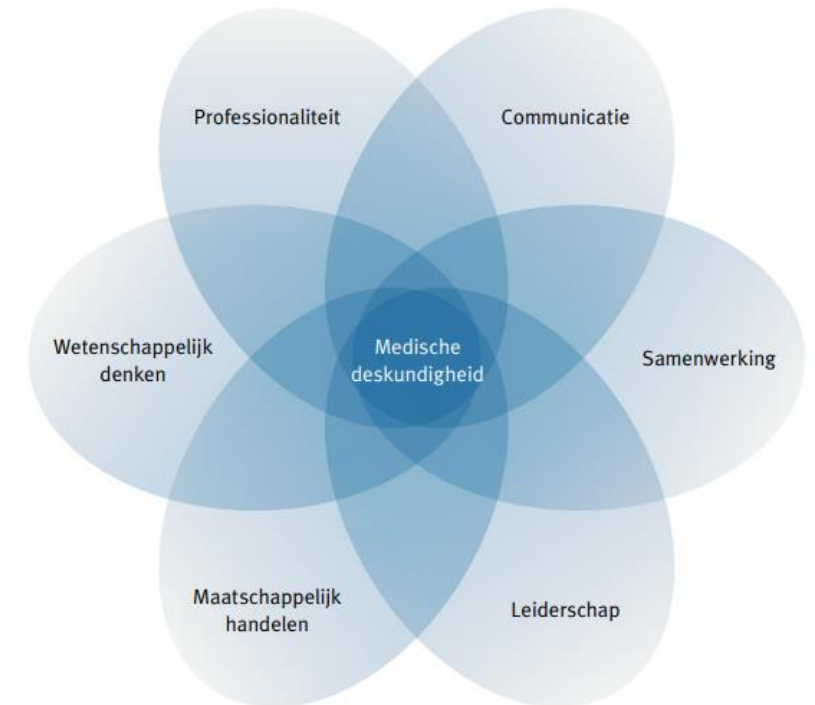 Professionaliteit
Communicatie
Wetenschappelijk
denken
Medische
deskundigheid
Samenwerking
Maatschappelijk
handelen
Leiderschap